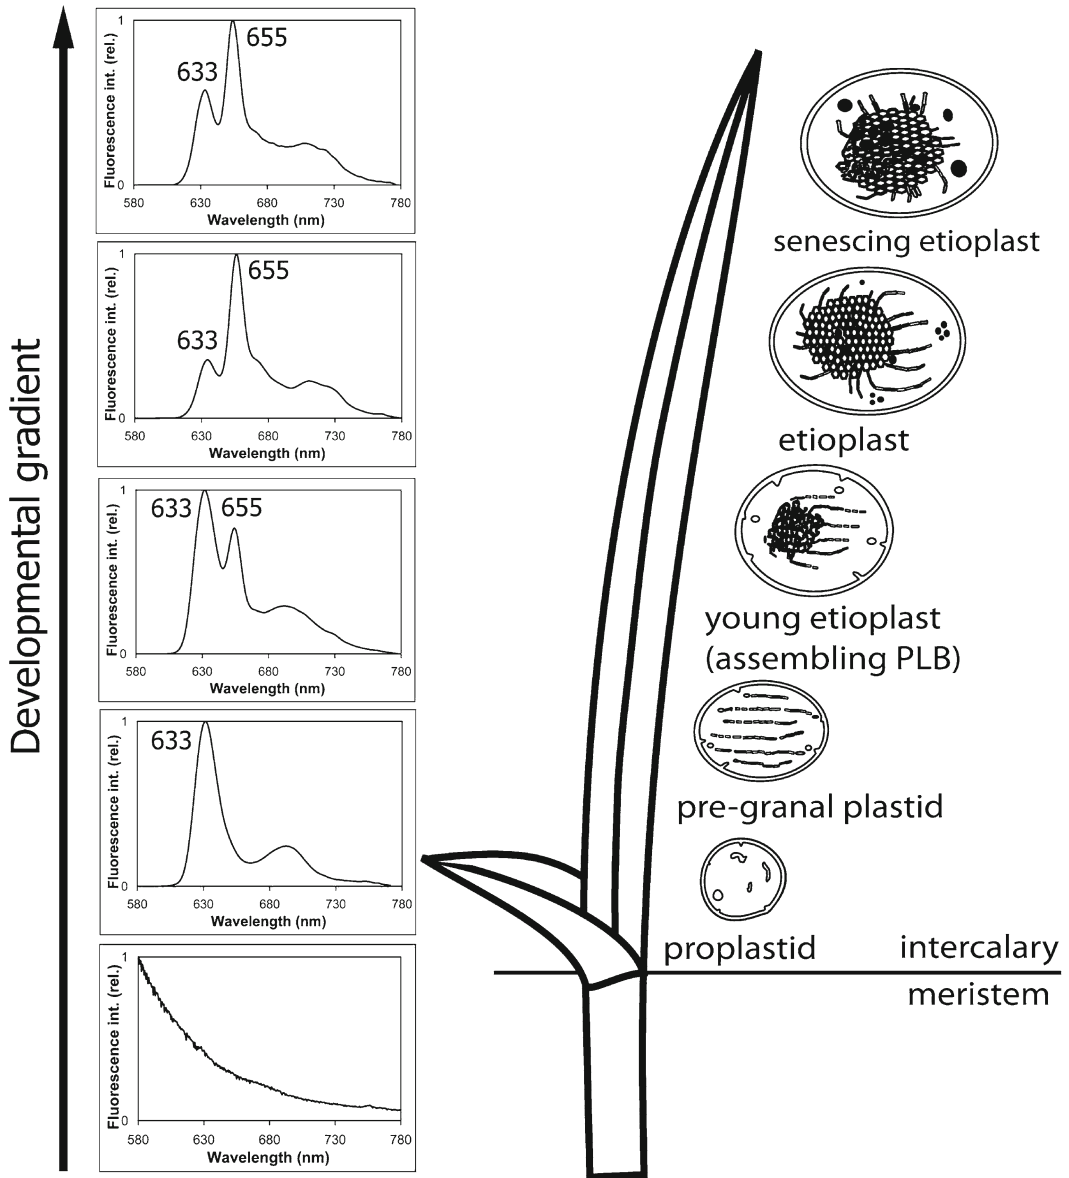 Developmental gradient
Fluorescence int. (rel.)
1
0
633
655
580 630 680 730 780
Wavelength (nm)
Fluorescence int. (rel.)
1
0
633
655
580 630 680 730 780
Wavelength (nm)
Fluorescence int. (rel.)
1
0
633 655
580 630 680 730 780
Wavelength (nm)
Fluorescence int. (rel.)
1
0
633
580 630 680 730 780
Wavelength (nm)
Fluorescence int. (rel.)
1
0
580 630 680 730 780
Wavelength (nm)
senescing etioplast
etioplast
young etioplast
(assembling PLB)
pre-granal plastid
proplastid
intercalary
meristem